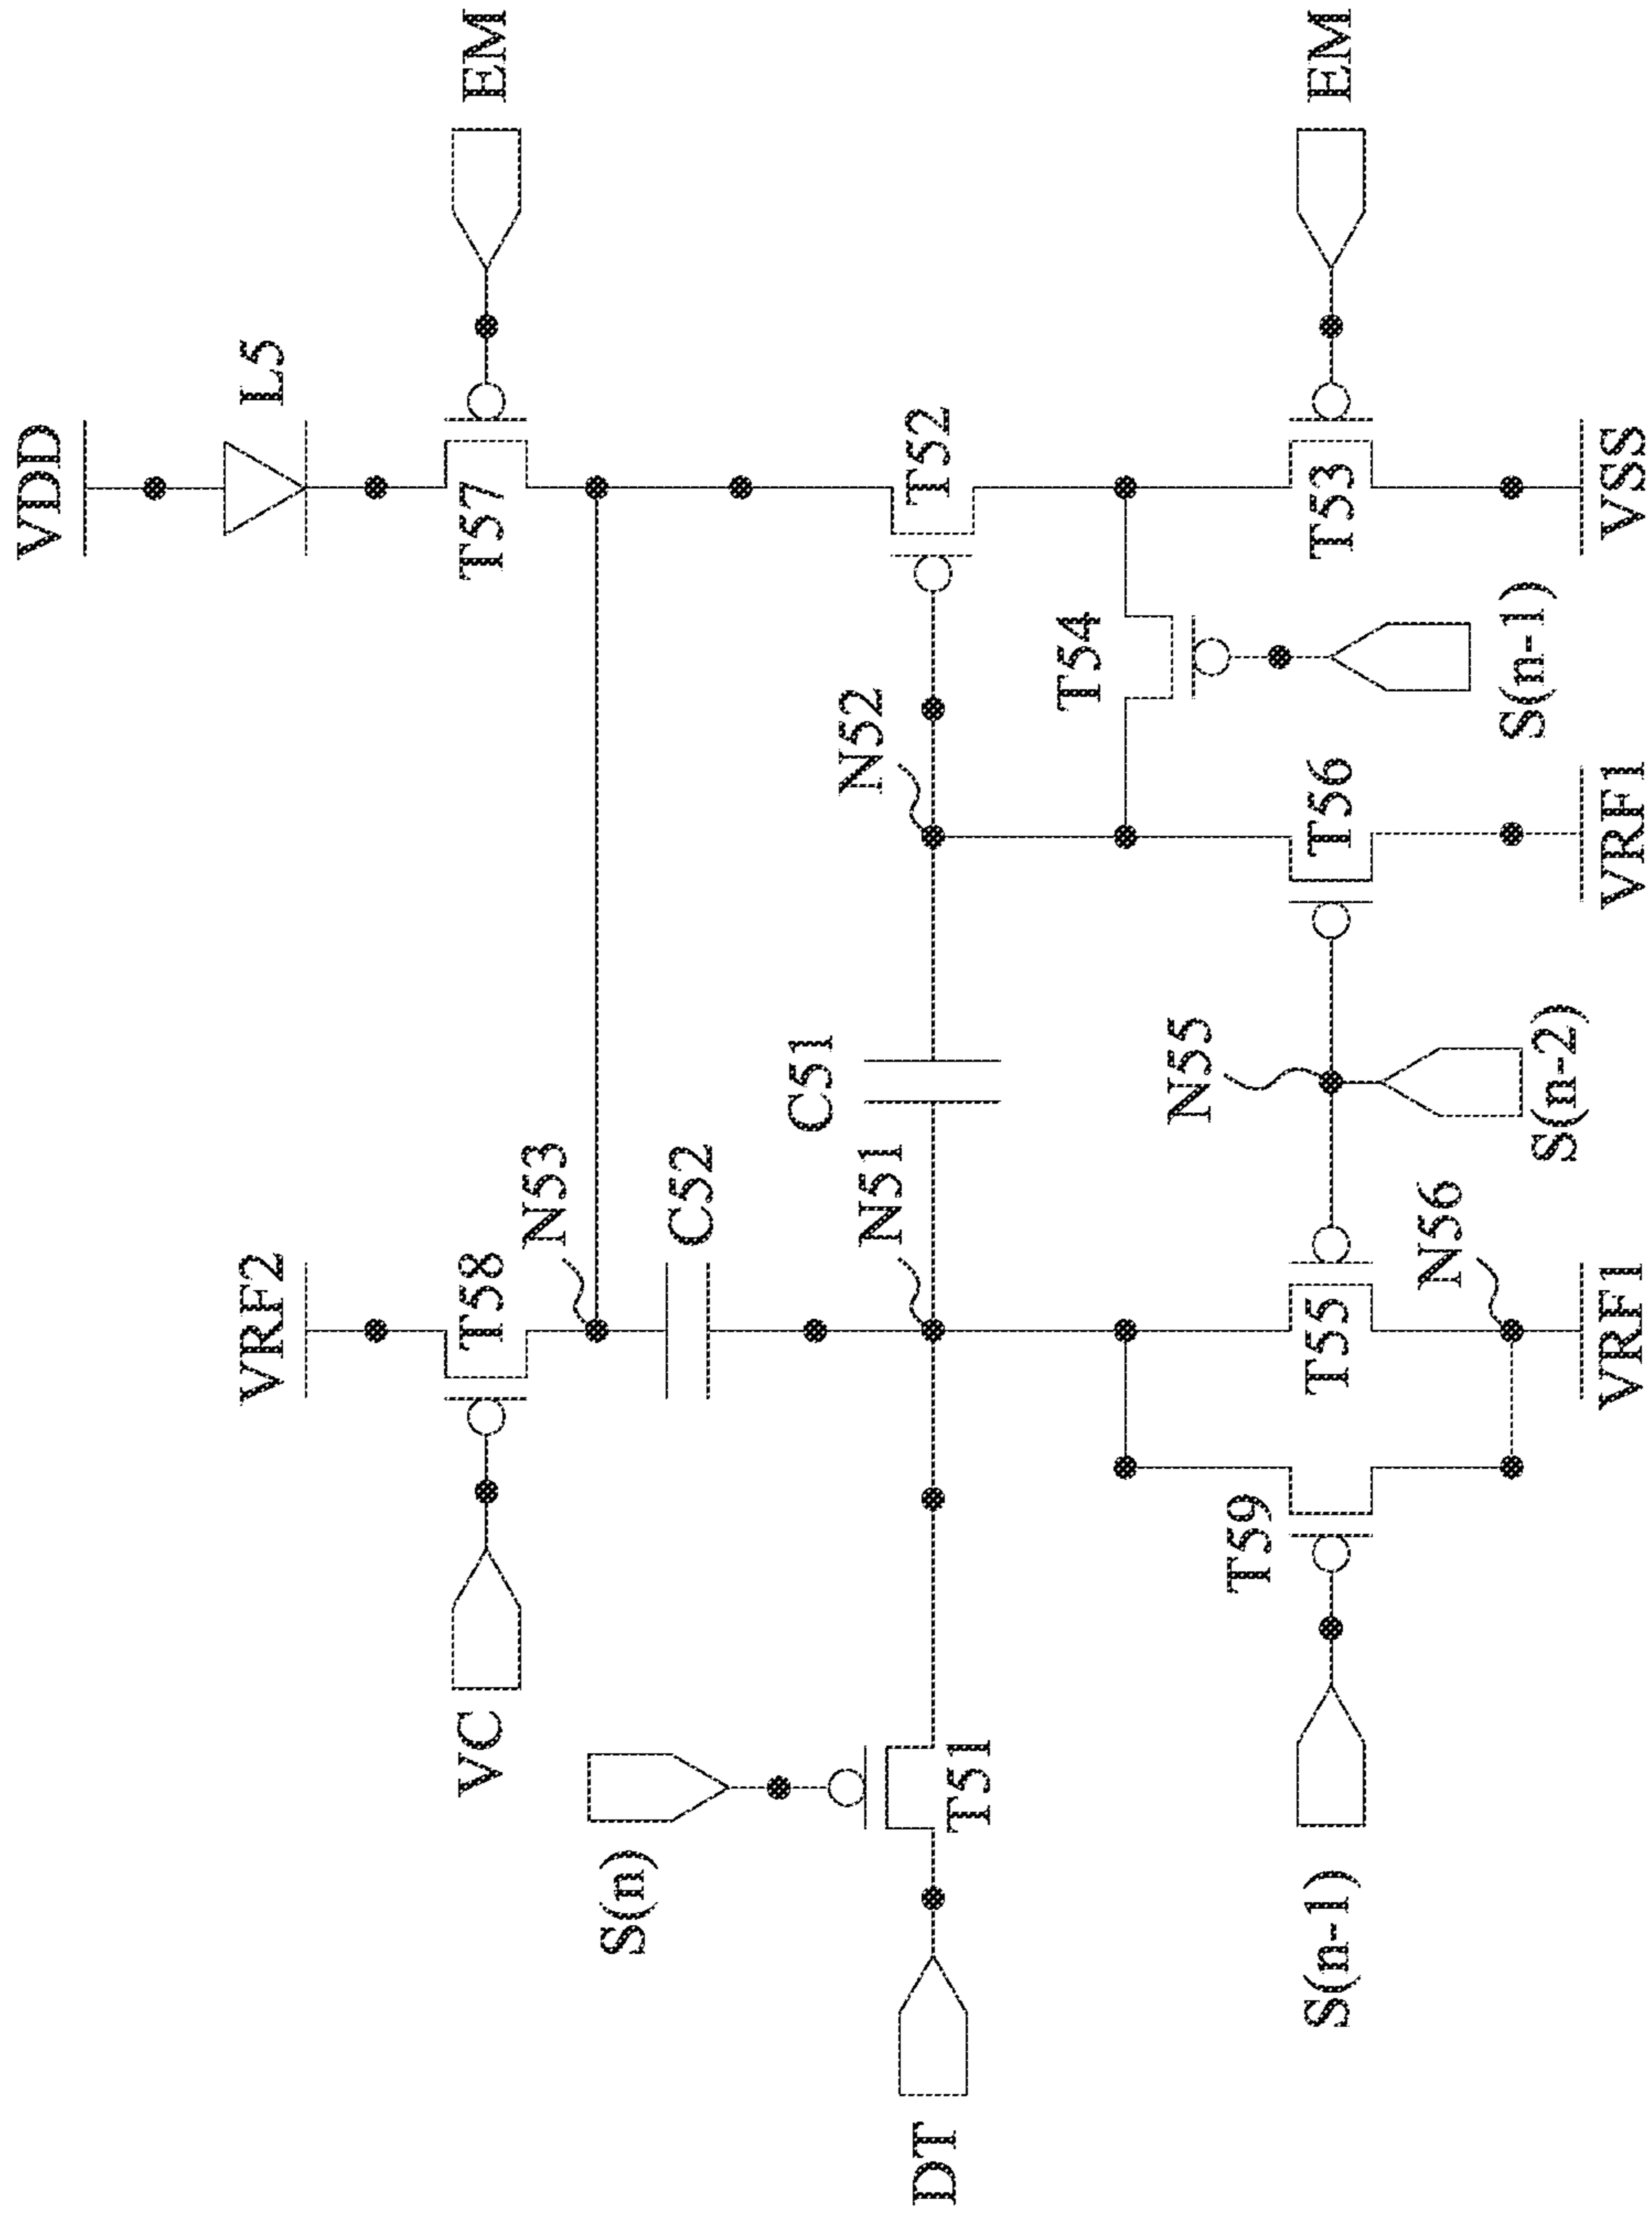 VDD
L5
EM
T57
VRF2
T58
VC
N53
C52
S(n)
T51
DT
N51
C51
N52
T52
T54
S(n-1)
EM
T53
VSS
T56
VRF1
N55
S(n-2)
T55
N56
VRF1
T59
S(n-1)